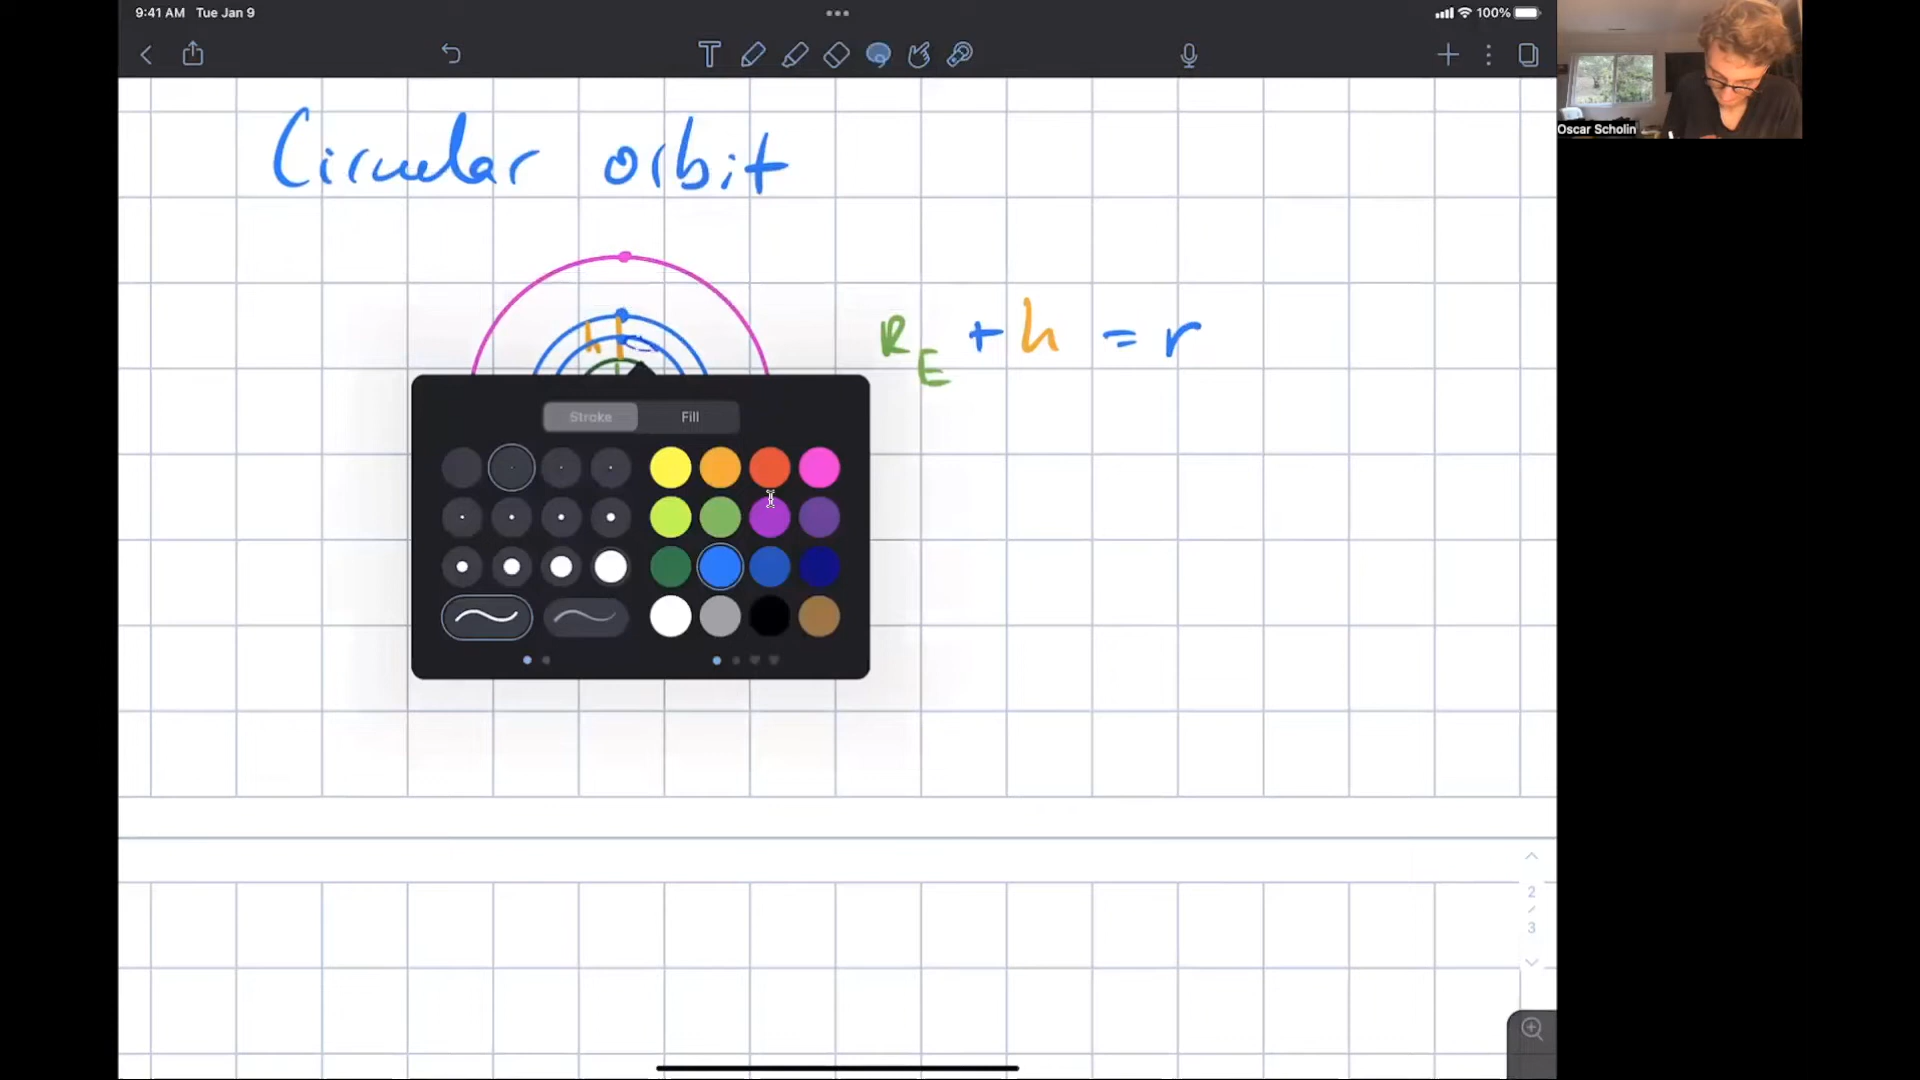 9:41 AM Tue Jan 9
100%
Oscar Scholin
Circular orbit
h
R_E + h = r
Stroke Fill
2
/
3